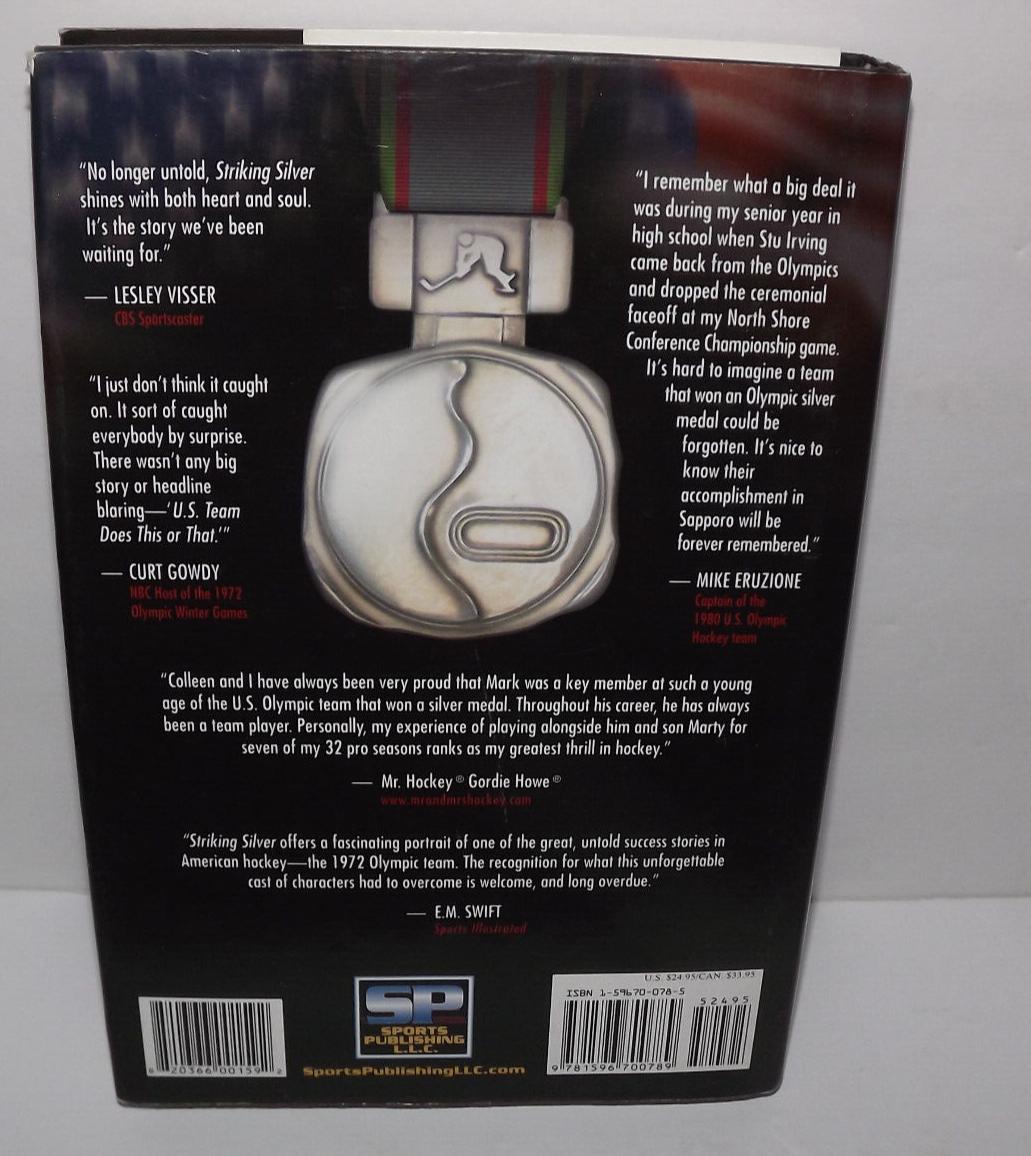 “No longer untold, Striking Silver
shines with both heart and soul.
It's the story we've been
waiting for.”
— LESLEY VISSER
CBS Sportscaster
“I just don't think it caught
on. It sort of caught
everybody by surprise.
There wasn't any big
story or headline
blaring—‘U.S. Team
Does This or That.’”
— CURT GOWDY
NBC Host of the 1972
Olympic Winter Games
“I remember what a big deal it
was during my senior year in
high school when Stu Irving
came back from the Olympics
and dropped the ceremonial
faceoff at my North Shore
Conference Championship game.
It's hard to imagine a team
that won an Olympic silver
medal could be
forgotten. It's nice to
know their
accomplishment in
Sapporo will be
forever remembered.”
— MIKE ERUZIONE
Captain of the
1980 U.S. Olympic
Hockey team
“Colleen and I have always been very proud that Mark was a key member at such a young
age of the U.S. Olympic team that won a silver medal. Throughout his career, he has always
been a team player. Personally, my experience of playing alongside him and son Marty for
seven of my 32 pro seasons ranks as my greatest thrill in hockey.”
— Mr. Hockey® Gordie Howe®
www.mrandmrshockey.com
“Striking Silver offers a fascinating portrait of one of the great, untold success stories in
American hockey—the 1972 Olympic team. The recognition for what this unforgettable
cast of characters had to overcome is welcome, and long overdue.”
— E.M. SWIFT
Sports Illustrated
8 20366 00159 2
SP
SPORTS
PUBLISHING
L.L.C.
SportsPublishingLLC.com
U.S. $24.95/CAN. $33.95
ISBN 1-59670-078-5
52495
9 781596 700789